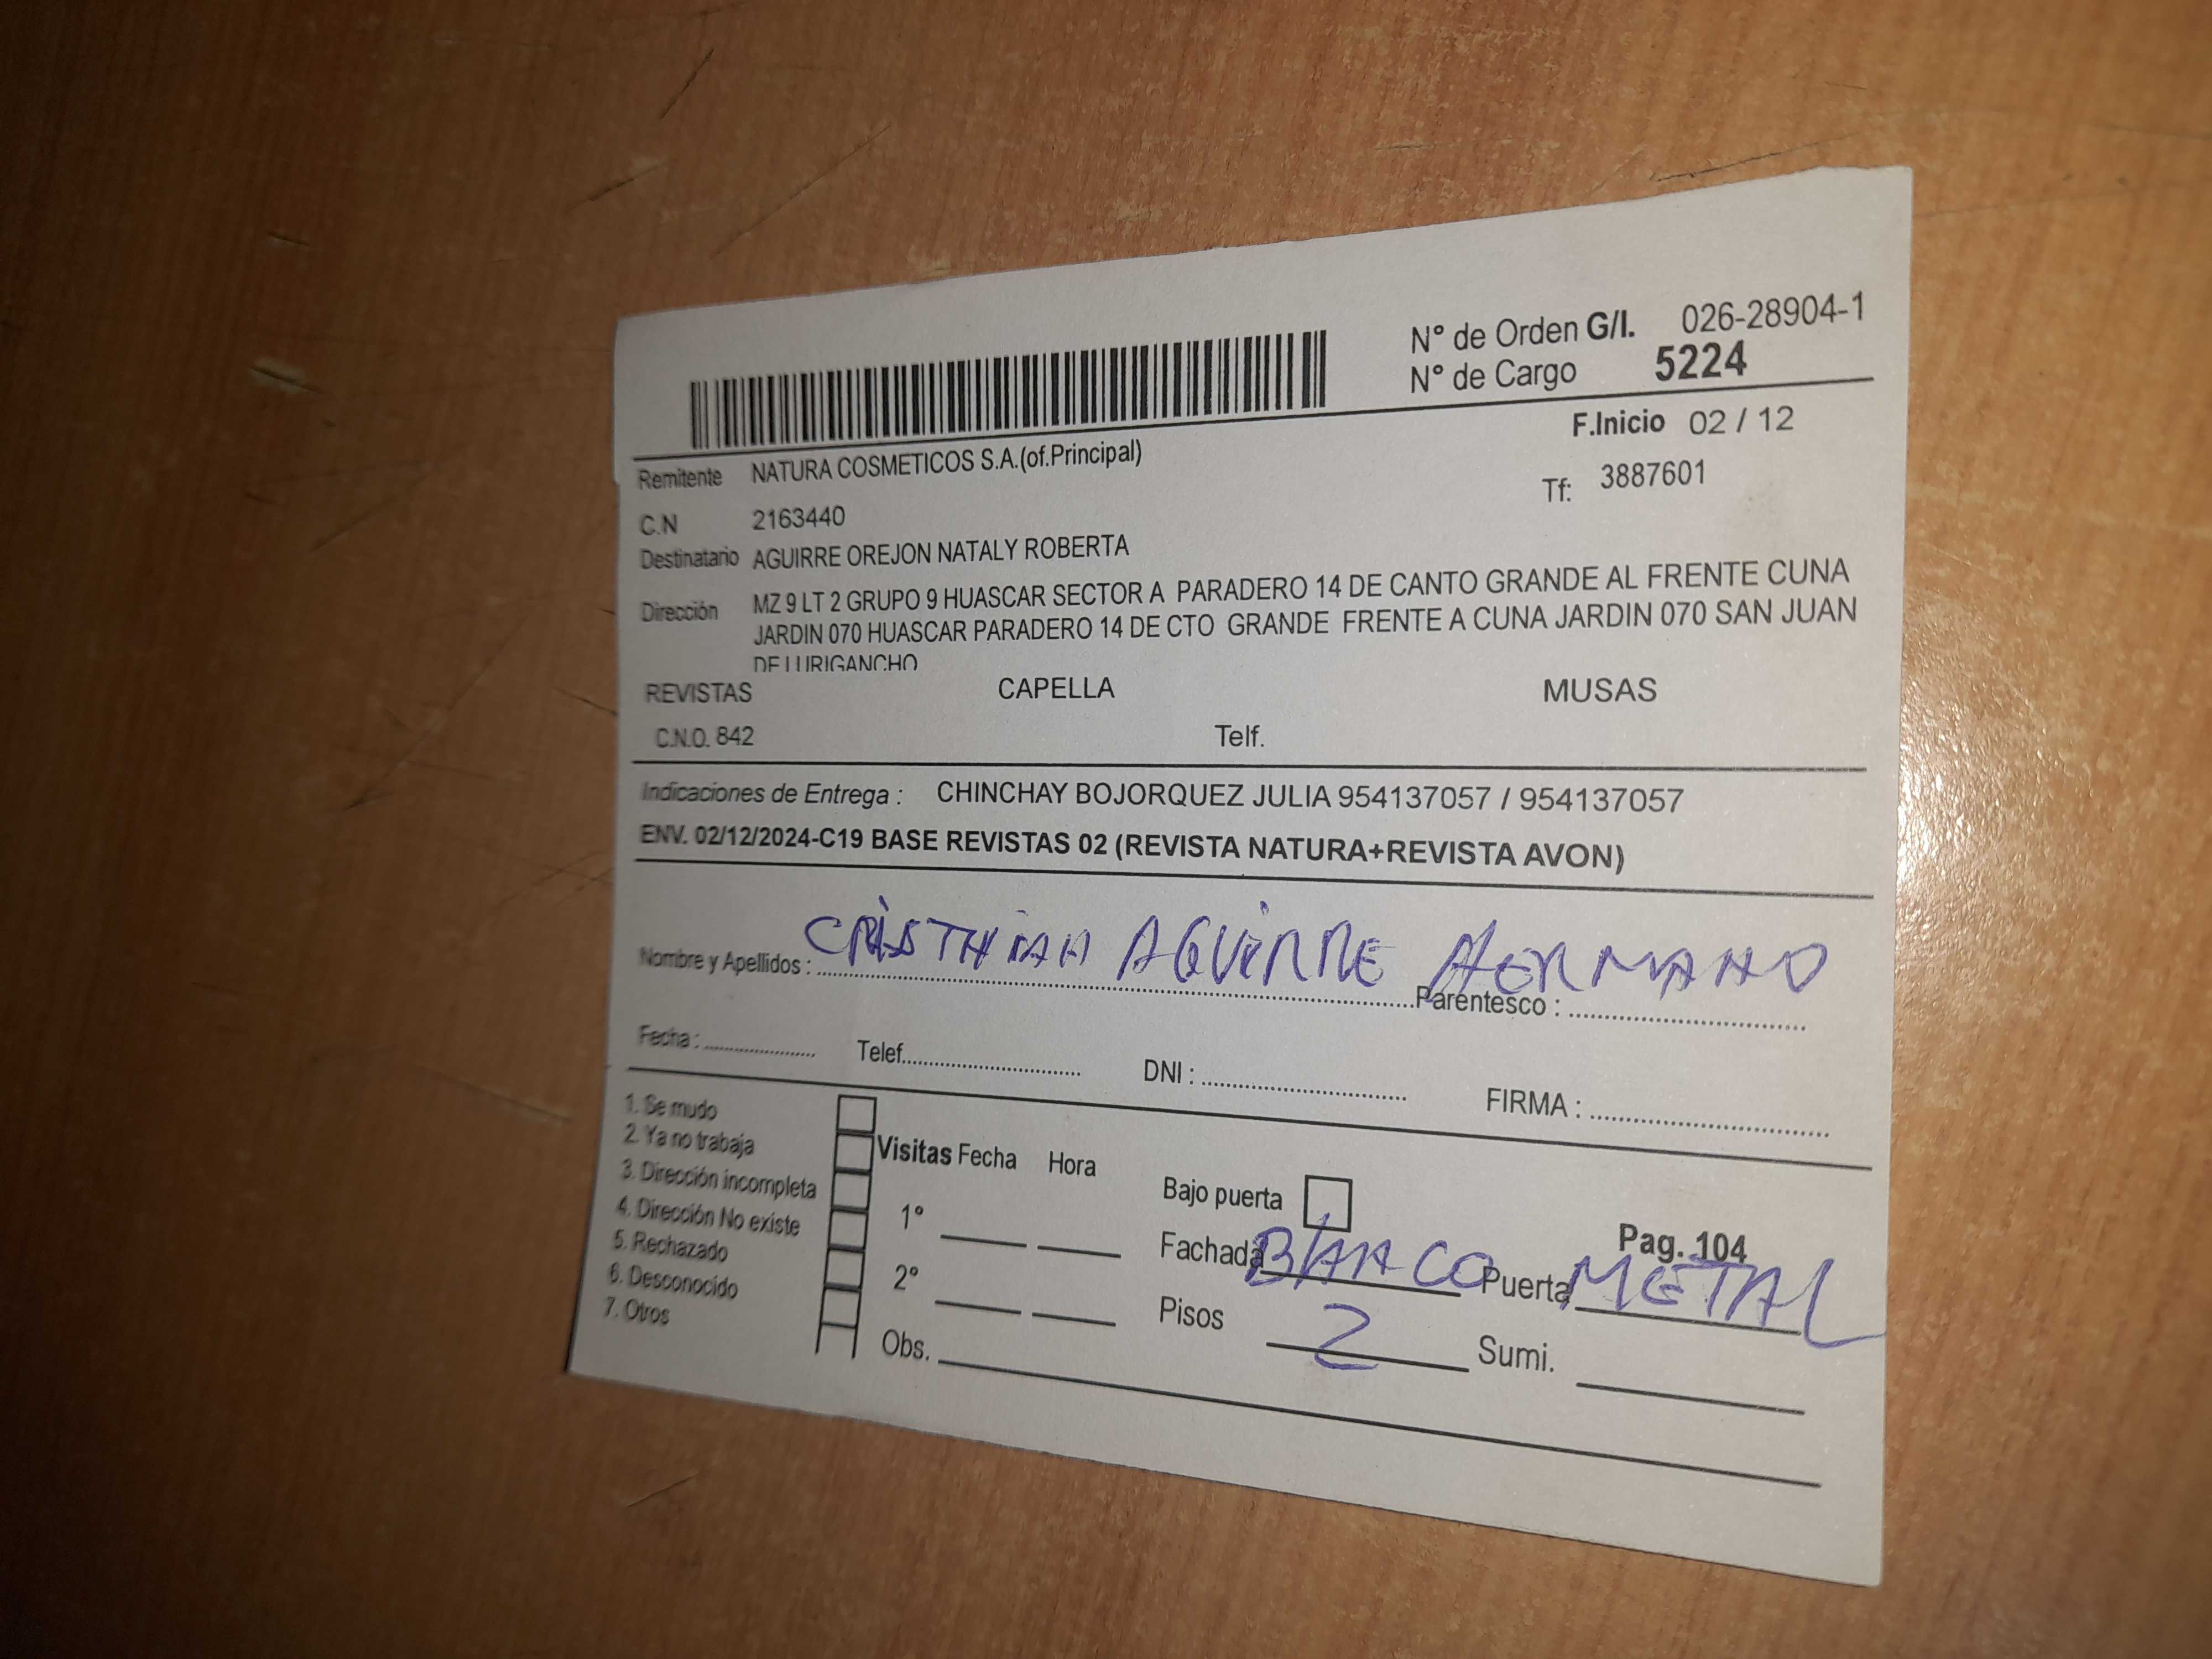 N° de Orden G/I. 026-28904-1
N° de Cargo 5224
F.Inicio 02 / 12
Remitente NATURA COSMETICOS S.A.(of.Principal)
Tf: 3887601
C.N 2163440
Destinatario AGUIRRE OREJON NATALY ROBERTA
Dirección MZ 9 LT 2 GRUPO 9 HUASCAR SECTOR A PARADERO 14 DE CANTO GRANDE AL FRENTE CUNA
JARDIN 070 HUASCAR PARADERO 14 DE CTO GRANDE FRENTE A CUNA JARDIN 070 SAN JUAN
DE LURIGANCHO
REVISTAS CAPELLA MUSAS
C.N.O. 842 Telf.
Indicaciones de Entrega : CHINCHAY BOJORQUEZ JULIA 954137057 / 954137057
ENV. 02/12/2024-C19 BASE REVISTAS 02 (REVISTA NATURA+REVISTA AVON)
Nombre y Apellidos : CRISTHIAN AGUIRRE Parentesco : HERMANO
Fecha : Telef. DNI : FIRMA :
1. Se mudo
2. Ya no trabaja
3. Dirección incompleta
4. Dirección No existe
5. Rechazado
6. Desconocido
7. Otros
Visitas Fecha Hora
1°
2°
Obs.
Bajo puerta
Pag. 104
Fachada BLANCO Puerta METAL
Pisos 2 Sumi.